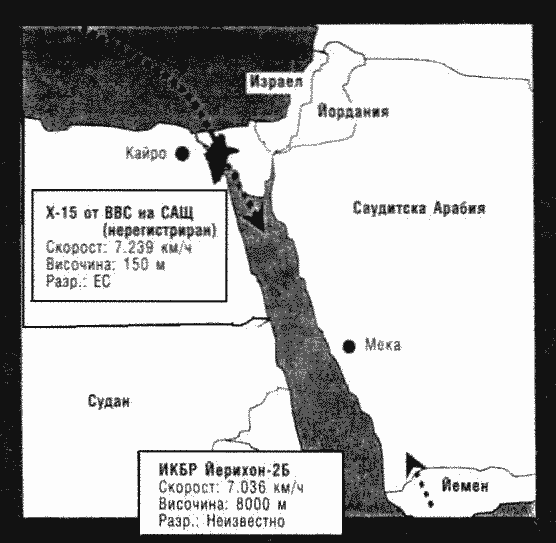 Израел
Йордания
Кайро
Х-15 от ВВС на САЩ
(нерегистриран)
Скорост: 7.239 км/ч
Височина: 150 м
Разр.: ЕС
Саудитска Арабия
Мека
Судан
ИКБР Йерихон-2Б
Скорост: 7.036 км/ч
Височина: 8000 м
Разр.: Неизвестно
Йемен